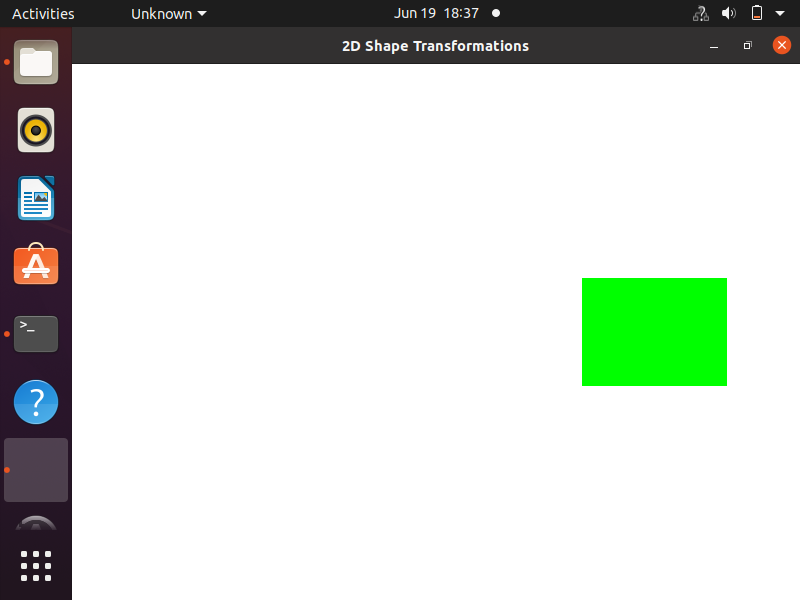 Activities
Unknown
Jun 19 18:37
2D Shape Transformations
>_
?